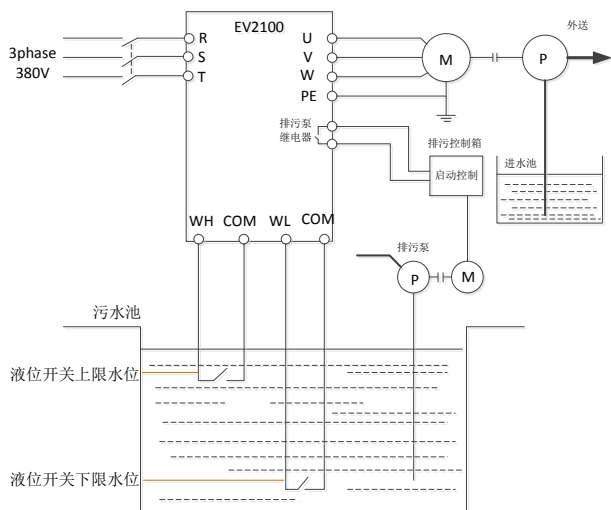 EV2100
3phase
380V
R
S
T
U
V
W
PE
M
P
外送
排污泵
继电器
排污控制箱
启动控制
进水池
WH
COM
WL
COM
排污泵
P
M
污水池
液位开关上限水位
液位开关下限水位